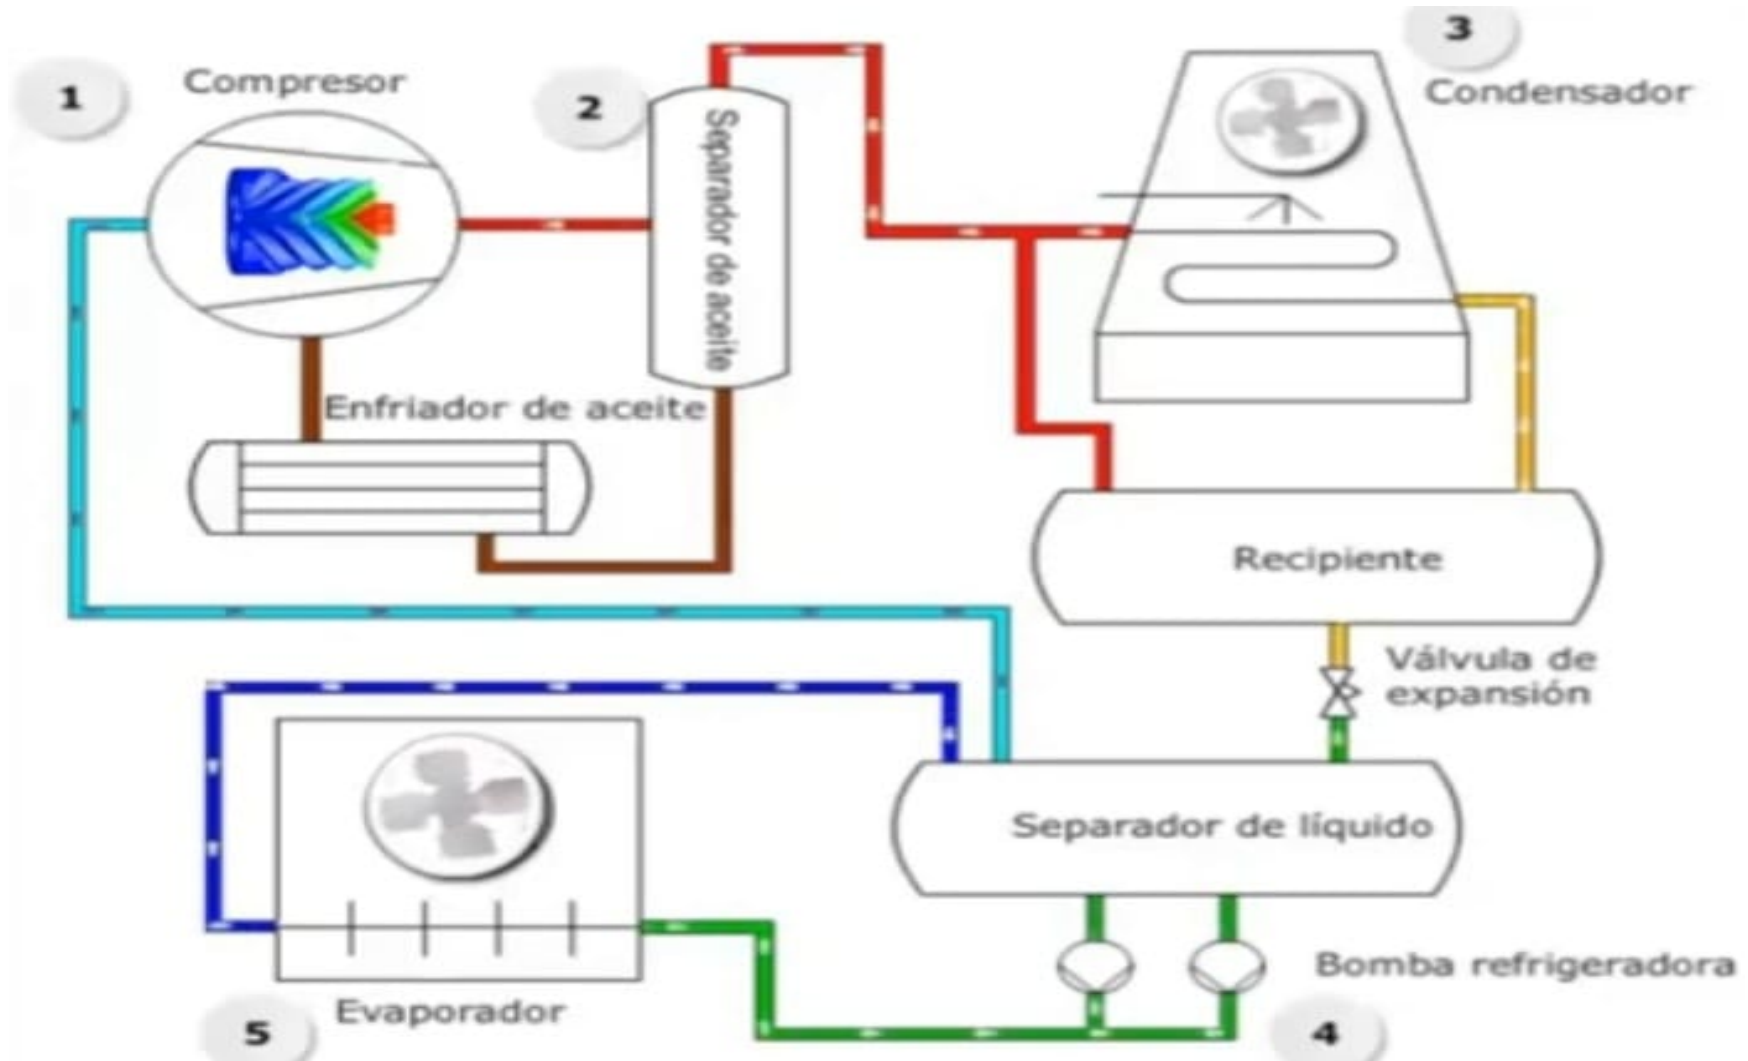 1
Compresor
2
Separador de aceite
3
Condensador
Enfriador de aceite
Recipiente
Válvula de
expansión
Separador de líquido
Bomba refrigeradora
4
Evaporador
5